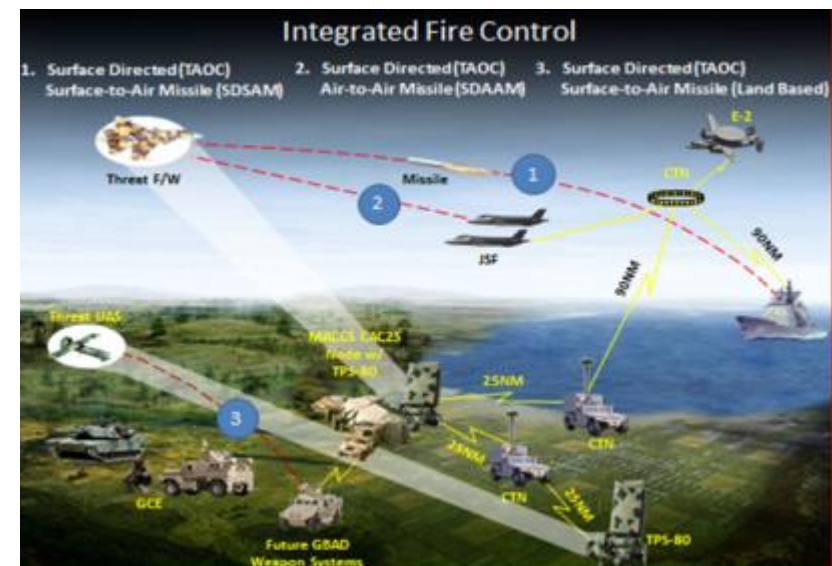 Integrated Fire Control
1. Surface Directed (TAOC)
Surface-to-Air Missile (SDSAM)
2. Surface Directed (TAOC)
Air-to-Air Missile (SDAAM)
3. Surface Directed (TAOC)
Surface-to-Air Missile (Land Based)
E-2
Threat F/W
Missile
1
CTN
2
JSF
90NM
90NM
Threat UAS
Node w/
TPS-80
25NM
3
25NM
CTN
GCE
CTN
25NM
TPS-80
Future GBAD
Weapon Systems